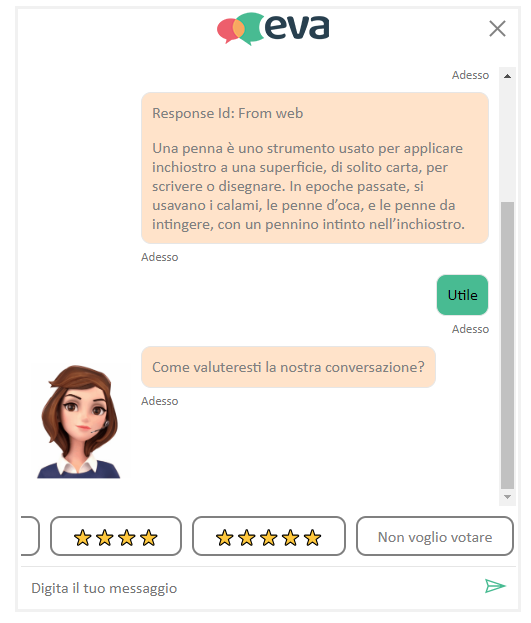 eva
Adesso
Response Id: From web
Una penna è uno strumento usato per applicare
inchiostro a una superficie, di solito carta, per
scrivere o disegnare. In epoche passate, si
usavano i calami, le penne d’oca, e le penne da
intingere, con un pennino intinto nell’inchiostro.
Adesso
Utile
Adesso
Come valuteresti la nostra conversazione?
Adesso
Non voglio votare
Digita il tuo messaggio